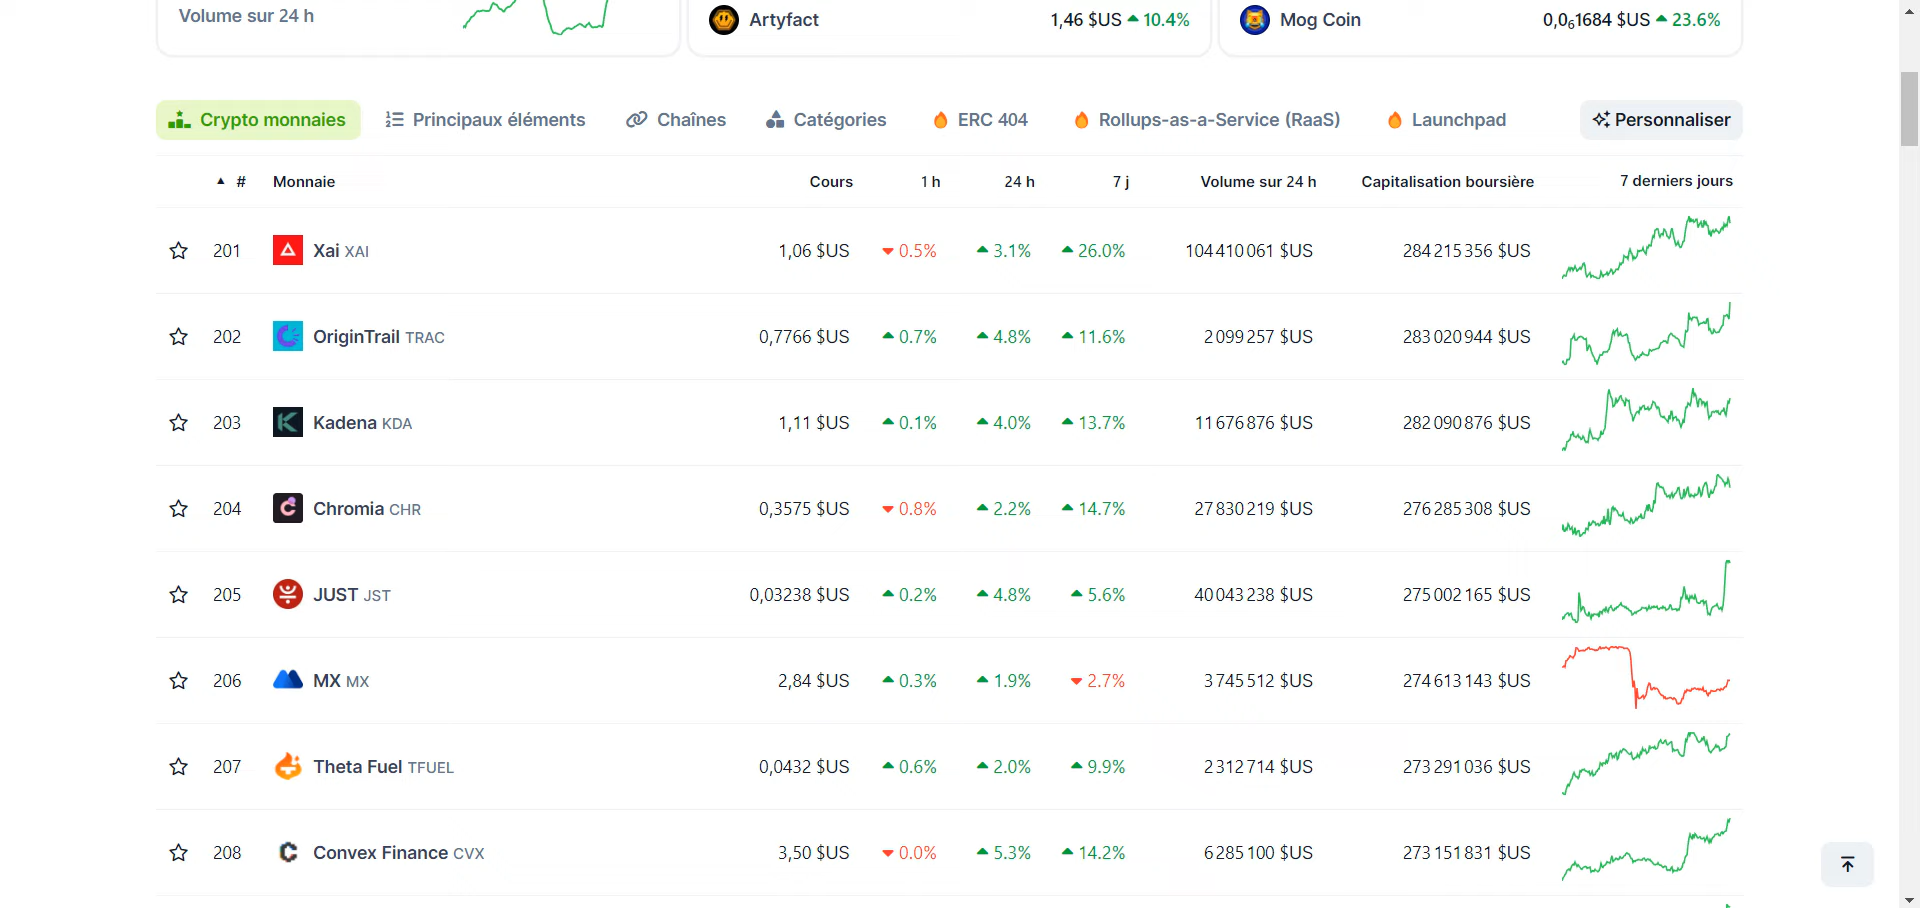 Volume sur 24 h
Artyfact 1,46 $US 10.4%
Mog Coin 0,0₆1684 $US 23.6%
Crypto monnaies Principaux éléments Chaînes Catégories ERC 404 Rollups-as-a-Service (RaaS) Launchpad Personnaliser
# Monnaie Cours 1 h 24 h 7 j Volume sur 24 h Capitalisation boursière 7 derniers jours
201 Xai XAI 1,06 $US 0.5% 3.1% 26.0% 104 410 061 $US 284 215 356 $US
202 OriginTrail TRAC 0,7766 $US 0.7% 4.8% 11.6% 2 099 257 $US 283 020 944 $US
203 Kadena KDA 1,11 $US 0.1% 4.0% 13.7% 11 676 876 $US 282 090 876 $US
204 Chromia CHR 0,3575 $US 0.8% 2.2% 14.7% 27 830 219 $US 276 285 308 $US
205 JUST JST 0,03238 $US 0.2% 4.8% 5.6% 40 043 238 $US 275 002 165 $US
206 MX MX 2,84 $US 0.3% 1.9% 2.7% 3 745 512 $US 274 613 143 $US
207 Theta Fuel TFUEL 0,0432 $US 0.6% 2.0% 9.9% 2 312 714 $US 273 291 036 $US
208 Convex Finance CVX 3,50 $US 0.0% 5.3% 14.2% 6 285 100 $US 273 151 831 $US